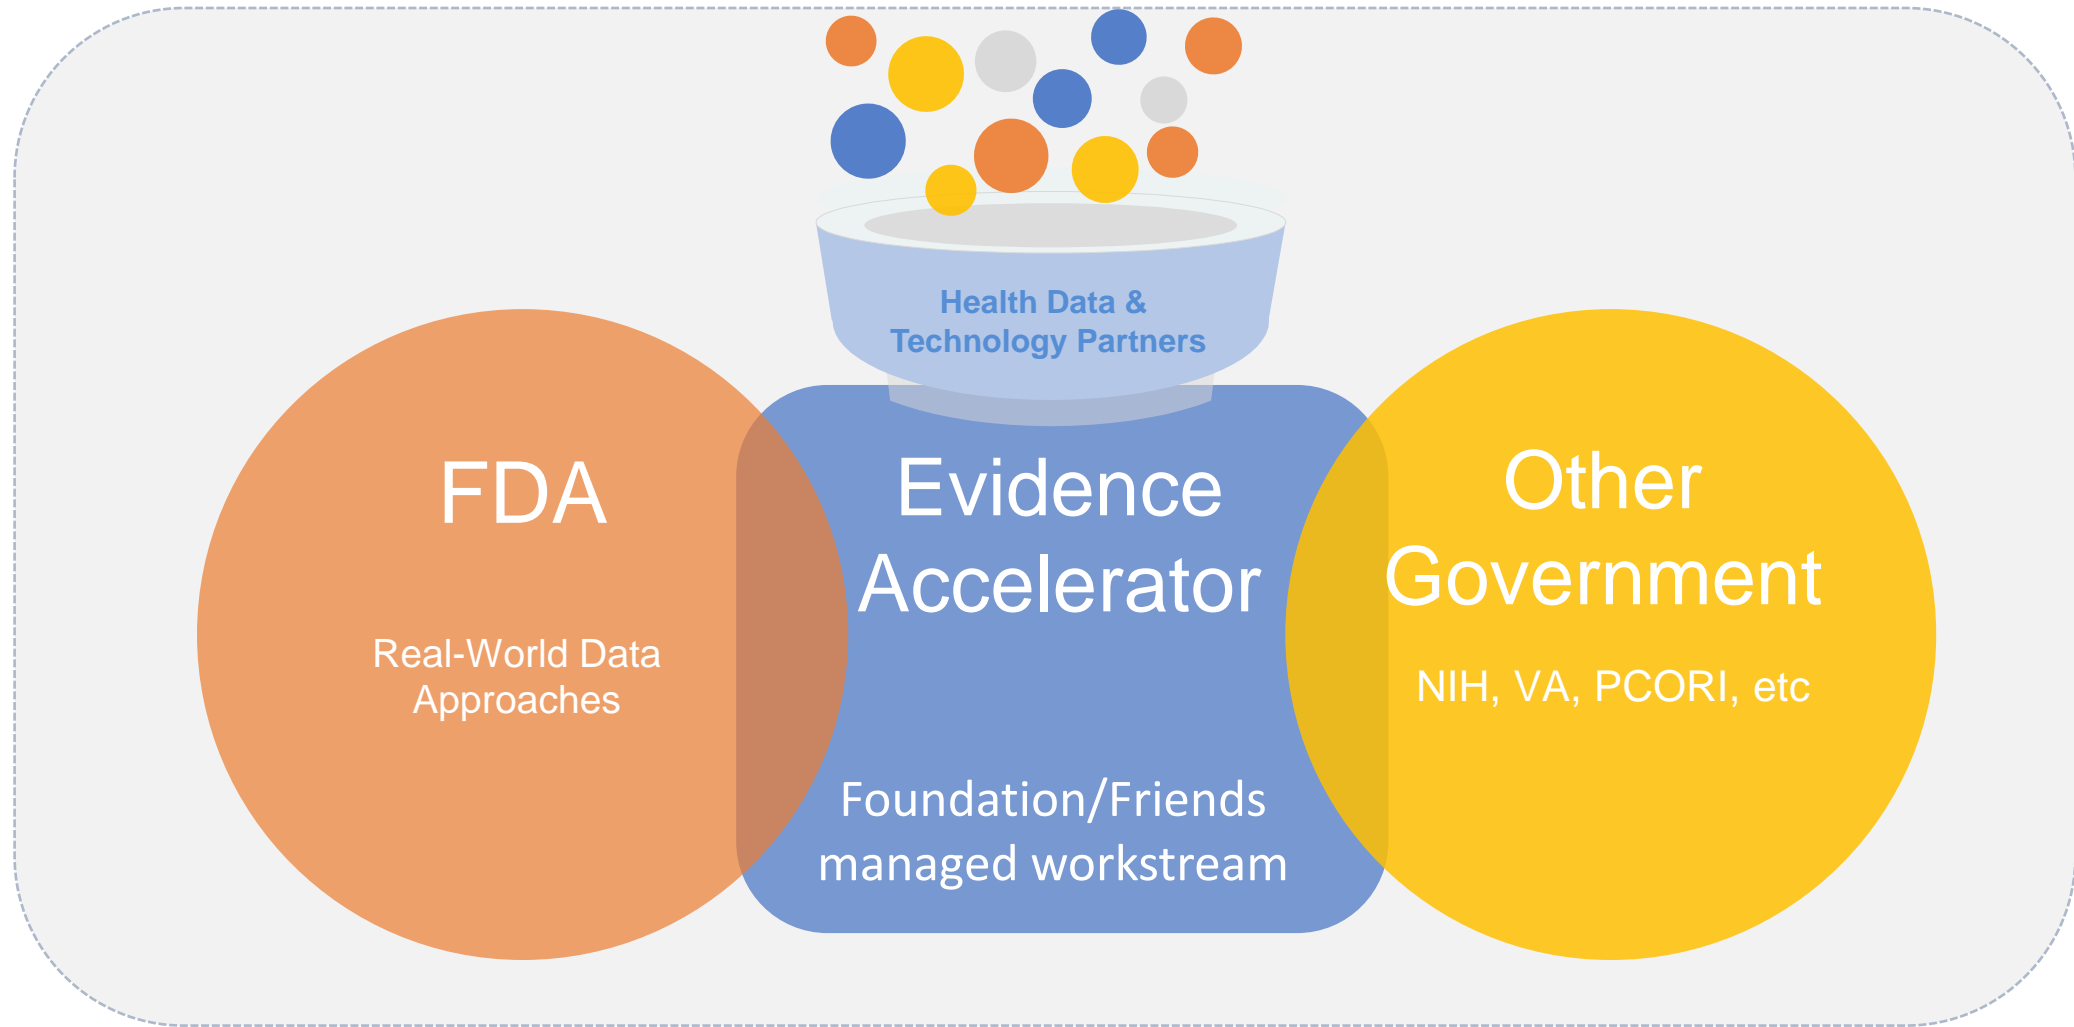 Health Data &
Technology Partners
FDA
Real-World Data
Approaches
Evidence
Accelerator
Foundation/Friends
managed workstream
Other
Government
NIH, VA, PCORI, etc